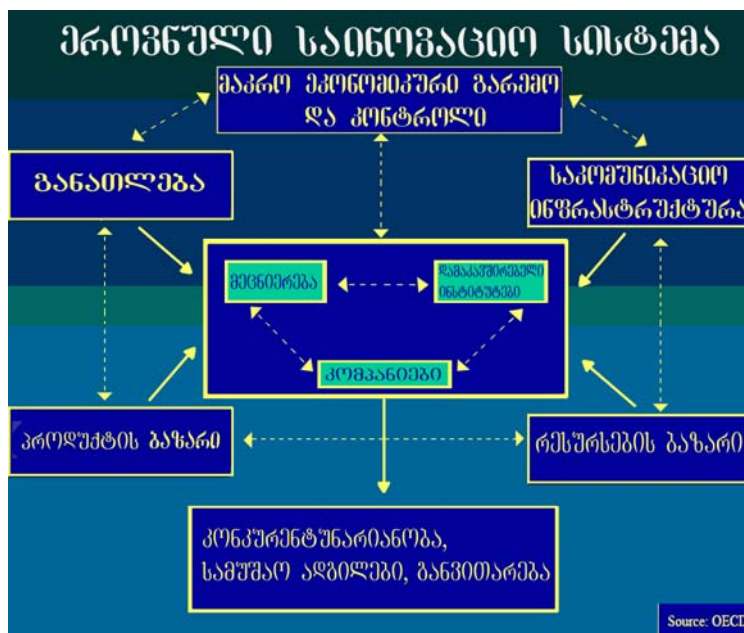 ეროვნული საინოვაციო სისტემა
მაკრო ეკონომიკური გარემო
და კონტროლი
განათლება
საკომუნიკაციო
ინფრასტრუქტურა
მეცნიერება
დამაკავშირებელი
ინსტიტუტები
კომპანიები
პროდუქტის ბაზარი
რესურსების ბაზარი
კონკურენტუნარიანობა,
სამუშაო ადგილები, განვითარება
Source: OECD